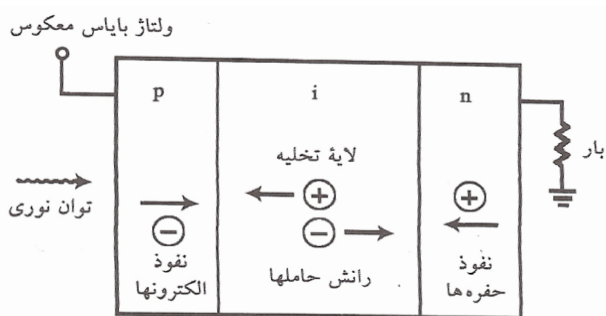 ولتاژ بایاس معکوس
p
i
n
لایهٔ تخلیه
بار
توان نوری
نفوذ
الکترونها
رانش حاملها
نفوذ
حفره‌ها